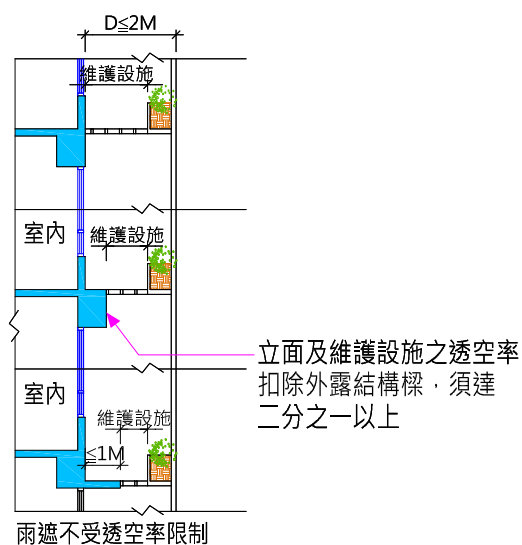 D≦2M
維護設施
室內
維護設施
立面及維護設施之透空率
扣除外露結構樑，須達
二分之一以上
室內
維護設施
≦1M
雨遮不受透空率限制